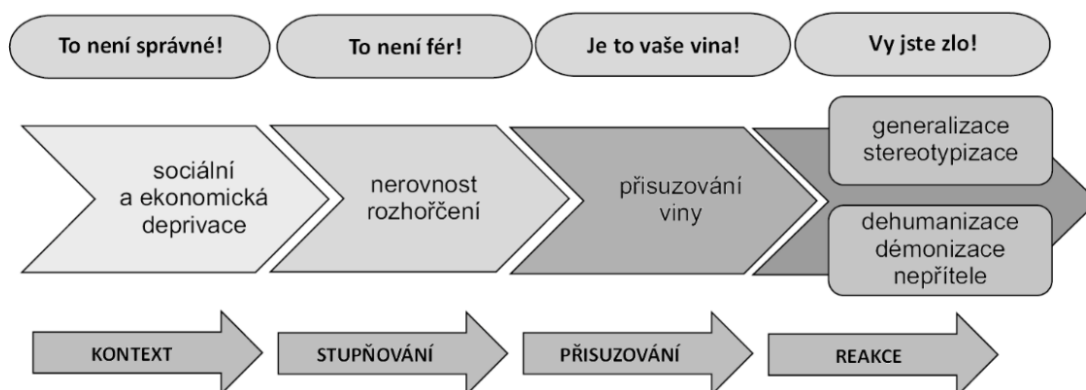 To není správné!
To není fér!
Je to vaše vina!
Vy jste zlo!
sociální
a ekonomická
deprivace
nerovnost
rozhořčení
přisuzování
viny
generalizace
stereotypizace
dehumanizace
démonizace
nepřítele
KONTEXT
STUPŇOVÁNÍ
PŘISUZOVÁNÍ
REAKCE